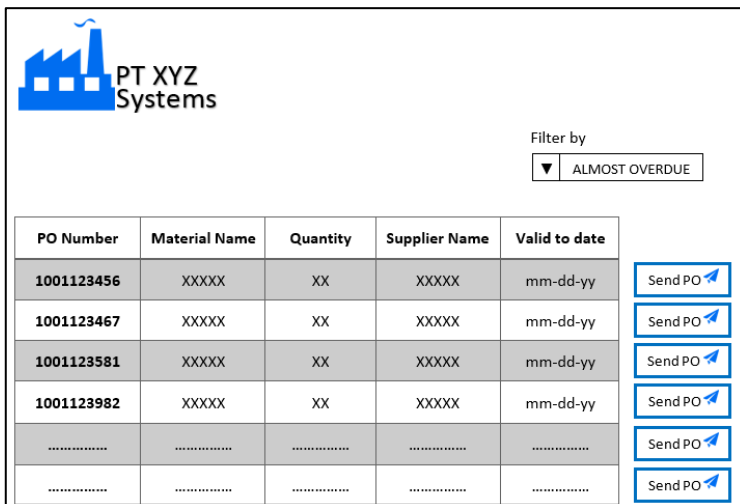 PT XYZ
Systems
Filter by
▼ ALMOST OVERDUE
PO Number Material Name Quantity Supplier Name Valid to date
1001123456 XXXXX XX XXXXX mm-dd-yy Send PO
1001123467 XXXXX XX XXXXX mm-dd-yy Send PO
1001123581 XXXXX XX XXXXX mm-dd-yy Send PO
1001123982 XXXXX XX XXXXX mm-dd-yy Send PO
…………… …………… …………… …………… …………… Send PO
…………… …………… …………… …………… …………… Send PO